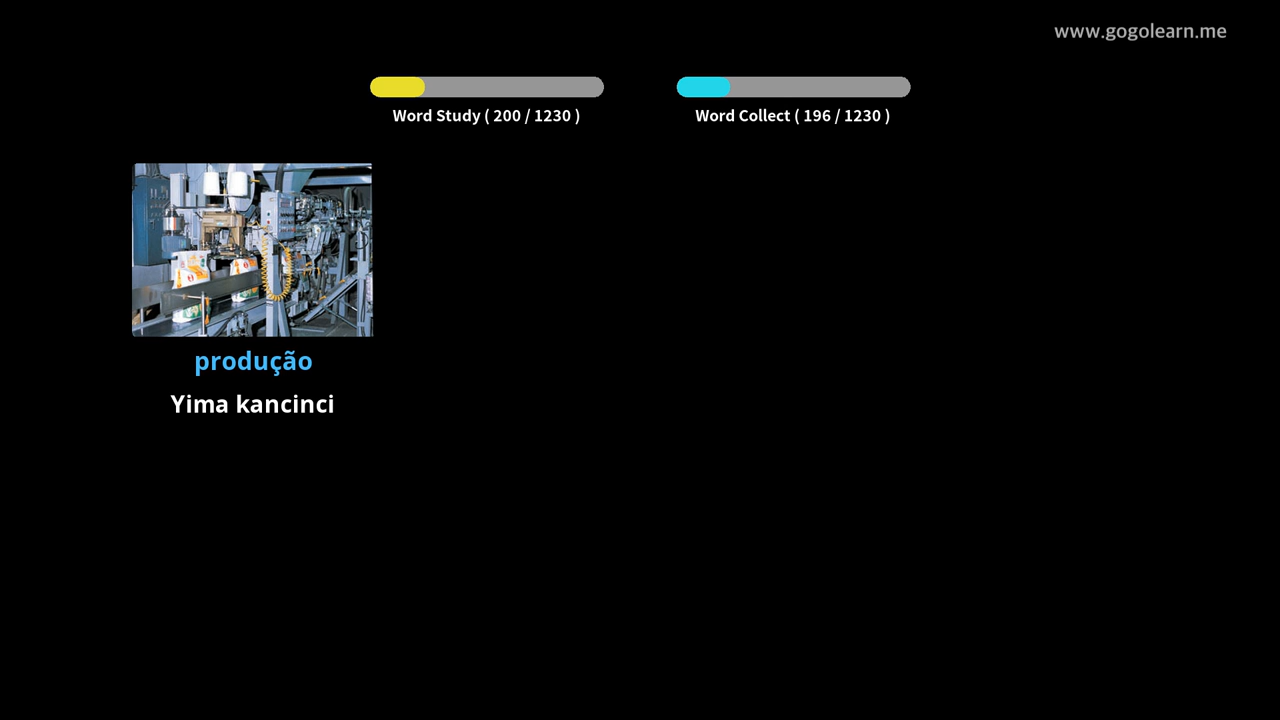 www.gogolearn.me
Word Study ( 200 / 1230 )
Word Collect ( 196 / 1230 )
produção
Yima kancinci